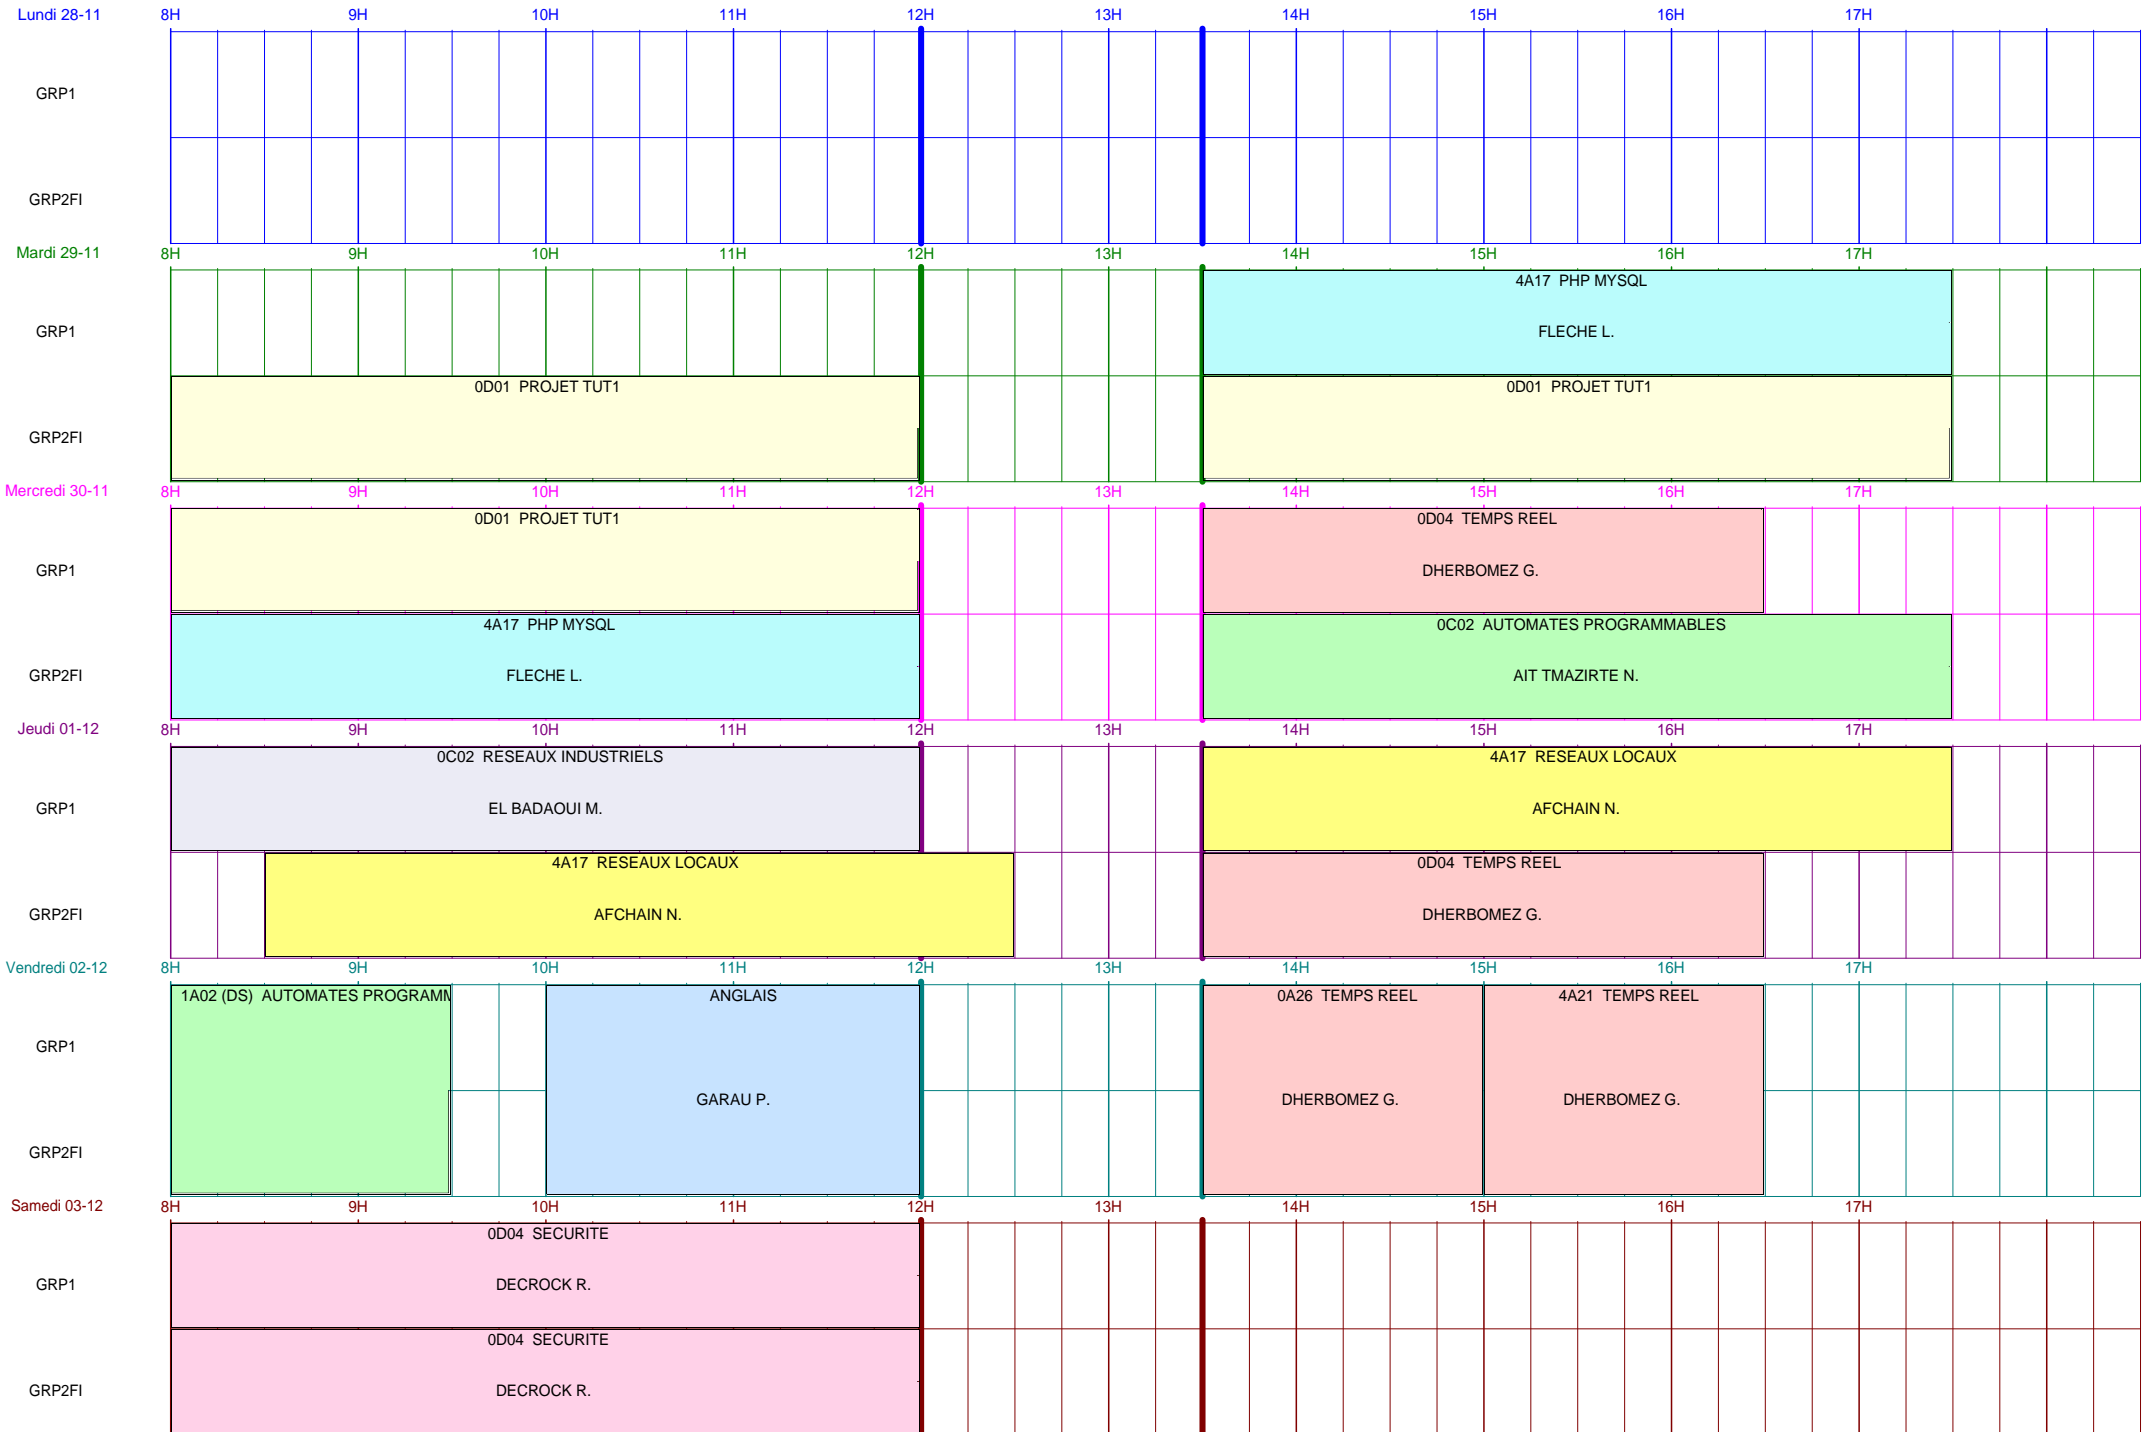 Lundi 28-11 8H 9H 10H 11H 12H 13H 14H 15H 16H 17H
GRP1
GRP2FI
Mardi 29-11 8H 9H 10H 11H 12H 13H 14H 15H 16H 17H
4A17 PHP MYSQL
GRP1 FLECHE L.
0D01 PROJET TUT1 0D01 PROJET TUT1
GRP2FI
Mercredi 30-11 8H 9H 10H 11H 12H 13H 14H 15H 16H 17H
0D01 PROJET TUT1 0D04 TEMPS REEL
GRP1 DHERBOMEZ G.
4A17 PHP MYSQL 0C02 AUTOMATES PROGRAMMABLES
GRP2FI FLECHE L. AIT TMAZIRTE N.
Jeudi 01-12 8H 9H 10H 11H 12H 13H 14H 15H 16H 17H
0C02 RESEAUX INDUSTRIELS 4A17 RESEAUX LOCAUX
GRP1 EL BADAOUI M. AFCHAIN N.
4A17 RESEAUX LOCAUX 0D04 TEMPS REEL
GRP2FI AFCHAIN N. DHERBOMEZ G.
Vendredi 02-12 8H 9H 10H 11H 12H 13H 14H 15H 16H 17H
1A02 (DS) AUTOMATES PROGRAMM ANGLAIS 0A26 TEMPS REEL 4A21 TEMPS REEL
GRP1
GARAU P. DHERBOMEZ G. DHERBOMEZ G.
GRP2FI
Samedi 03-12 8H 9H 10H 11H 12H 13H 14H 15H 16H 17H
0D04 SECURITE
GRP1 DECROCK R.
0D04 SECURITE
GRP2FI DECROCK R.